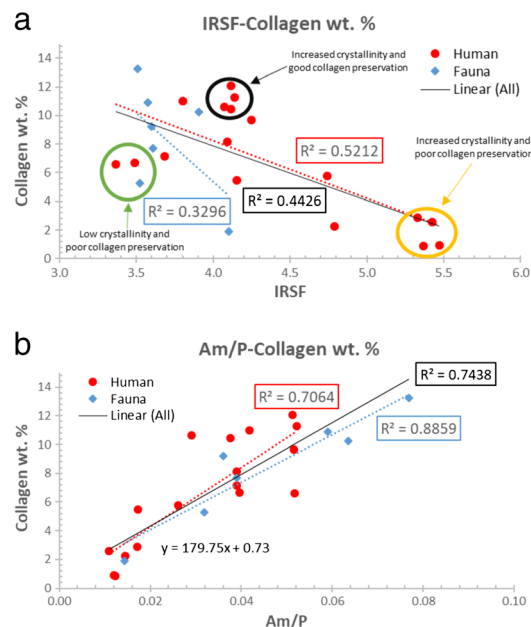 a
IRSF-Collagen wt. %
Increased crystallinity and
good collagen preservation
Human
Fauna
Linear (All)
Increased crystallinity and
poor collagen preservation
R² = 0.5212
R² = 0.4426
R² = 0.3296
Low crystallinity and
poor collagen preservation
Collagen wt. %
14
12
10
8
6
4
2
0
3.0 3.5 4.0 4.5 5.0 5.5 6.0
IRSF
b
Am/P-Collagen wt. %
Human
Fauna
Linear (All)
R² = 0.7438
R² = 0.7064
R² = 0.8859
y = 179.75x + 0.73
Collagen wt. %
14
12
10
8
6
4
2
0
0.00 0.02 0.04 0.06 0.08 0.10
Am/P